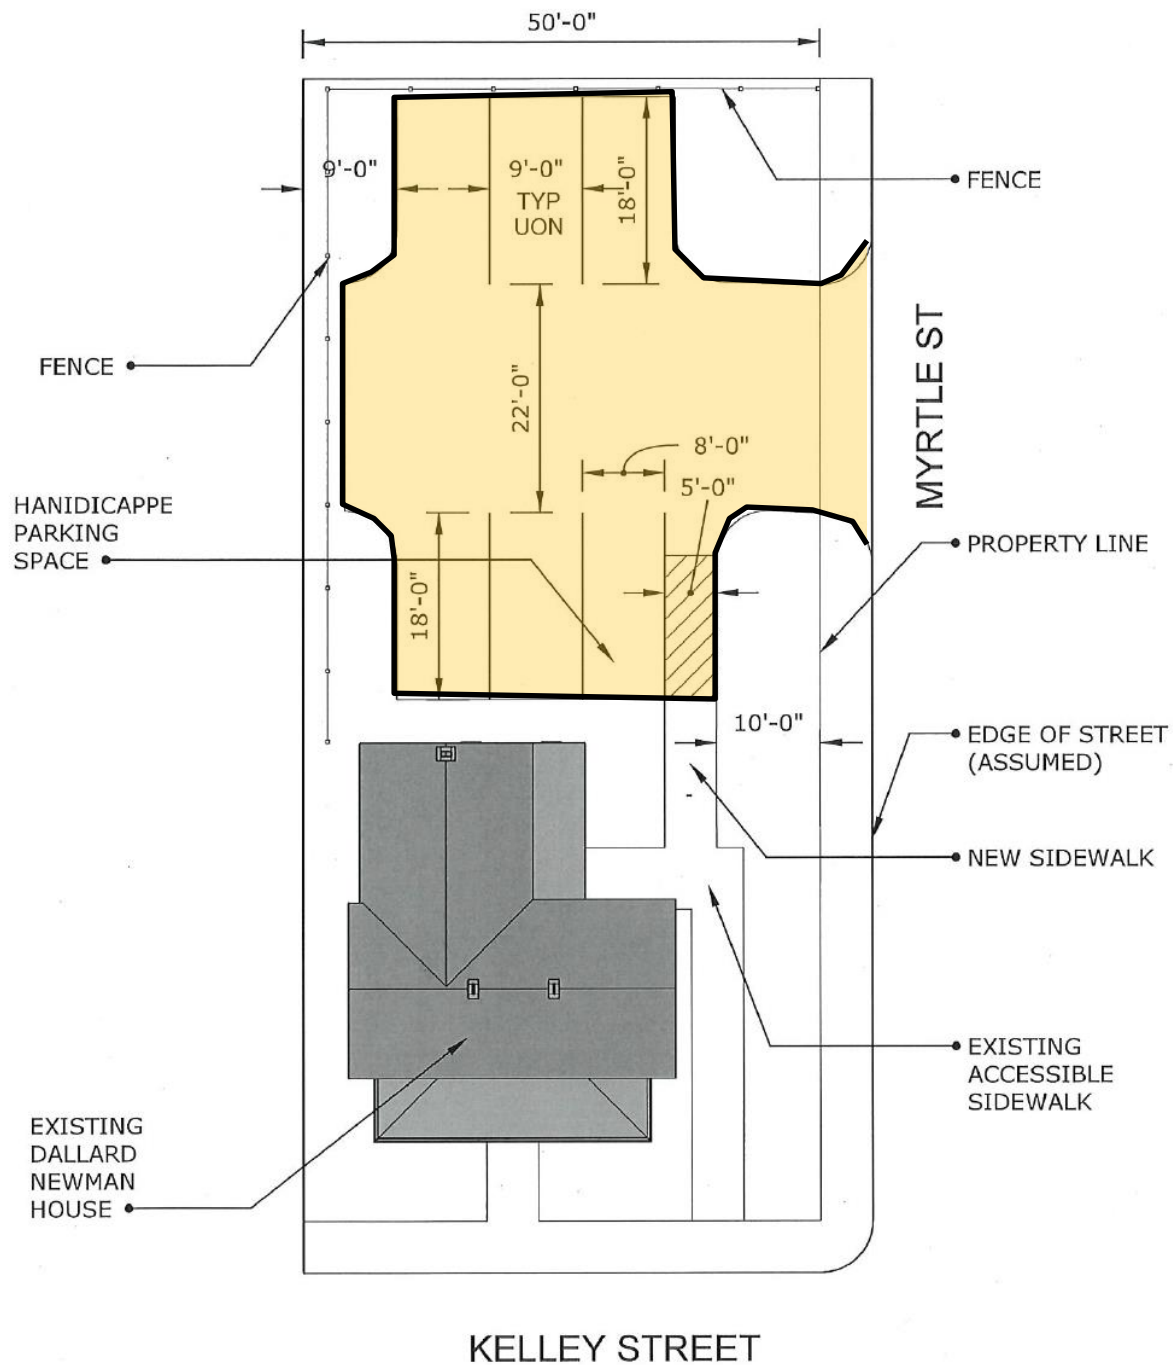 50'-0"
9'-0"
9'-0"
TYP
UON
18'-0"
FENCE
FENCE
22'-0"
MYRTLE ST
8'-0"
5'-0"
HANIDICAPPE
PARKING
SPACE
PROPERTY LINE
18'-0"
10'-0"
EDGE OF STREET
(ASSUMED)
NEW SIDEWALK
EXISTING
ACCESSIBLE
SIDEWALK
EXISTING
DALLARD
NEWMAN
HOUSE
KELLEY STREET